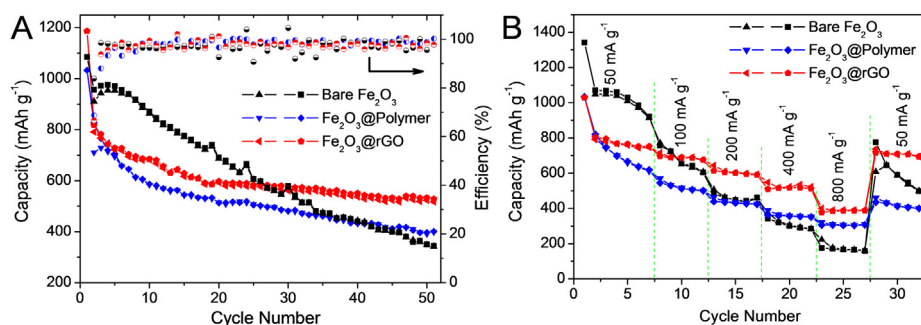 A
Capacity (mAh g⁻¹)
1200
1000
800
600
400
200
0
10
20
30
40
50
Cycle Number
100
80
60
40
20
0
Efficiency (%)
Bare Fe₂O₃
Fe₂O₃@Polymer
Fe₂O₃@rGO
B
Capacity (mAh g⁻¹)
1400
1200
1000
800
600
400
200
0
0
5
10
15
20
25
30
Cycle Number
Bare Fe₂O₃
Fe₂O₃@Polymer
Fe₂O₃@rGO
50 mA g⁻¹
100 mA g⁻¹
200 mA g⁻¹
400 mA g⁻¹
800 mA g⁻¹
50 mA g⁻¹